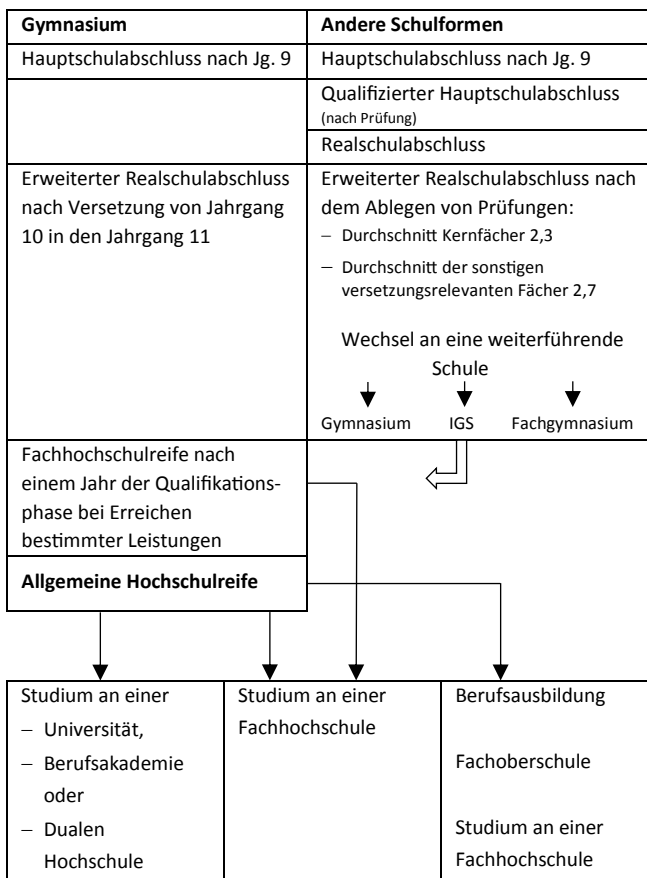 Gymnasium
Andere Schulformen
Hauptschulabschluss nach Jg. 9
Hauptschulabschluss nach Jg. 9
Qualifizierter Hauptschulabschluss
(nach Prüfung)
Realschulabschluss
Erweiterter Realschulabschluss
nach Versetzung von Jahrgang
10 in den Jahrgang 11
Erweiterter Realschulabschluss nach
dem Ablegen von Prüfungen:
– Durchschnitt Kernfächer 2,3
– Durchschnitt der sonstigen
versetzungsrelevanten Fächer 2,7
Wechsel an eine weiterführende
Schule
Gymnasium IGS Fachgymnasium
Fachhochschulreife nach
einem Jahr der Qualifikations-
phase bei Erreichen
bestimmter Leistungen
Allgemeine Hochschulreife
Studium an einer
– Universität,
– Berufsakademie
oder
– Dualen
Hochschule
Studium an einer
Fachhochschule
Berufsausbildung
Fachoberschule
Studium an einer
Fachhochschule